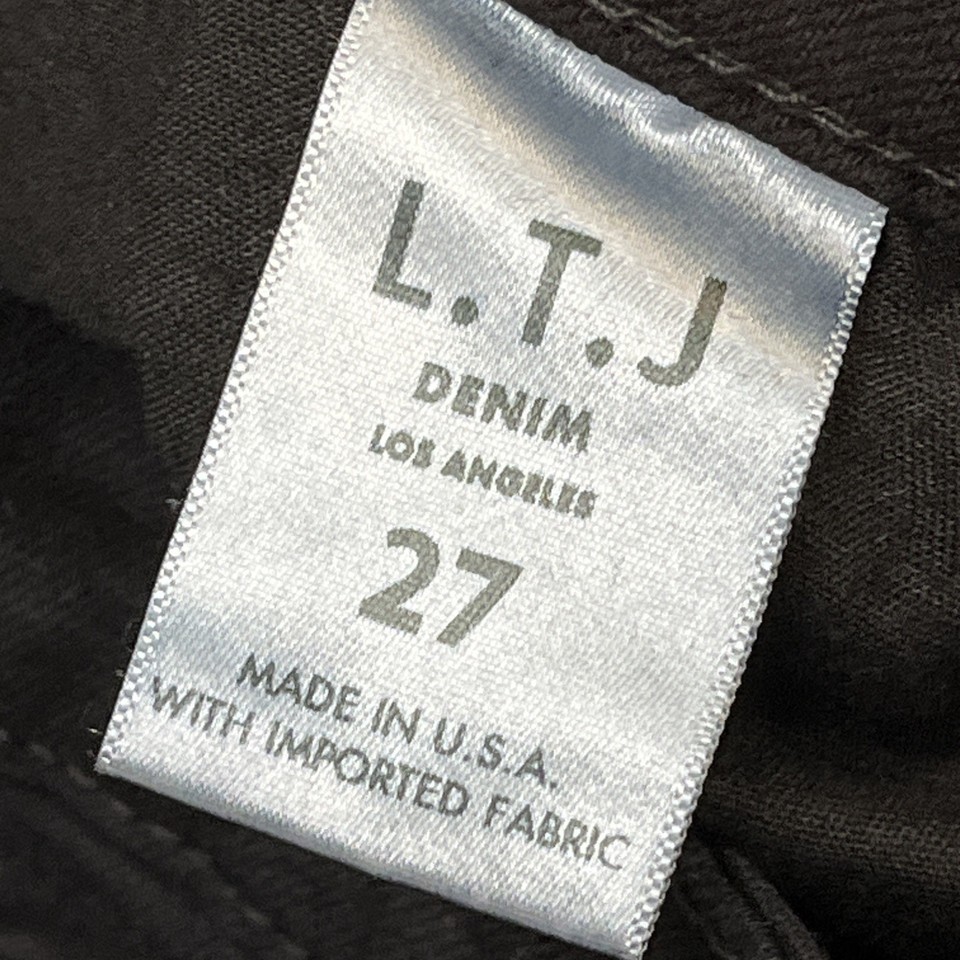 L.T.J
DENIM
LOS ANGELES
27
MADE IN U.S.A.
WITH IMPORTED FABRIC